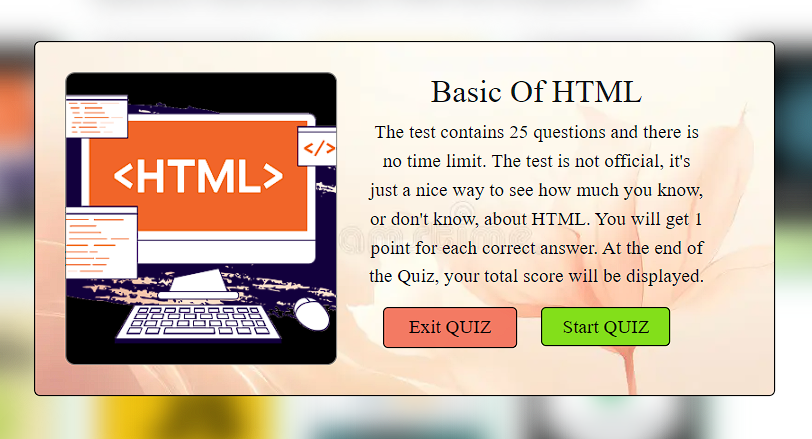 Basic Of HTML
The test contains 25 questions and there is
no time limit. The test is not official, it's
just a nice way to see how much you know,
or don't know, about HTML. You will get 1
point for each correct answer. At the end of
the Quiz, your total score will be displayed.
Exit QUIZ Start QUIZ
</>
<HTML>